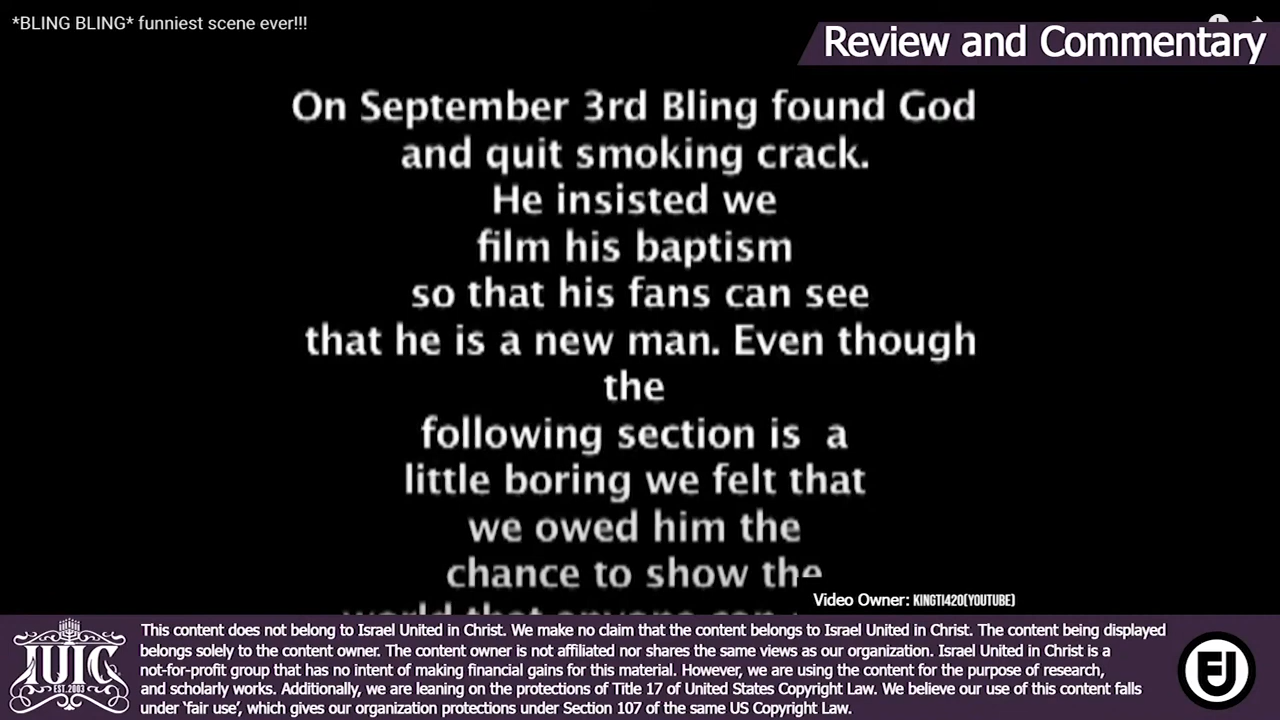 *BLING BLING* funniest scene ever!!!
Review and Commentary
On September 3rd Bling found God
and quit smoking crack.
He insisted we
film his baptism
so that his fans can see
that he is a new man. Even though
the
following section is a
little boring we felt that
we owed him the
chance to show the
world that anyone can
Video Owner: KINGTI420(YOUTUBE)
This content does not belong to Israel United in Christ. We make no claim that the content belongs to Israel United in Christ. The content being displayed
belongs solely to the content owner. The content owner is not affiliated nor shares the same views as our organization. Israel United in Christ is a
not-for-profit group that has no intent of making financial gains for this material. However, we are using the content for the purpose of research,
and scholarly works. Additionally, we are leaning on the protections of Title 17 of United States Copyright Law. We believe our use of this content falls
under ‘fair use’, which gives our organization protections under Section 107 of the same US Copyright Law.
IUIC
EST. 2003